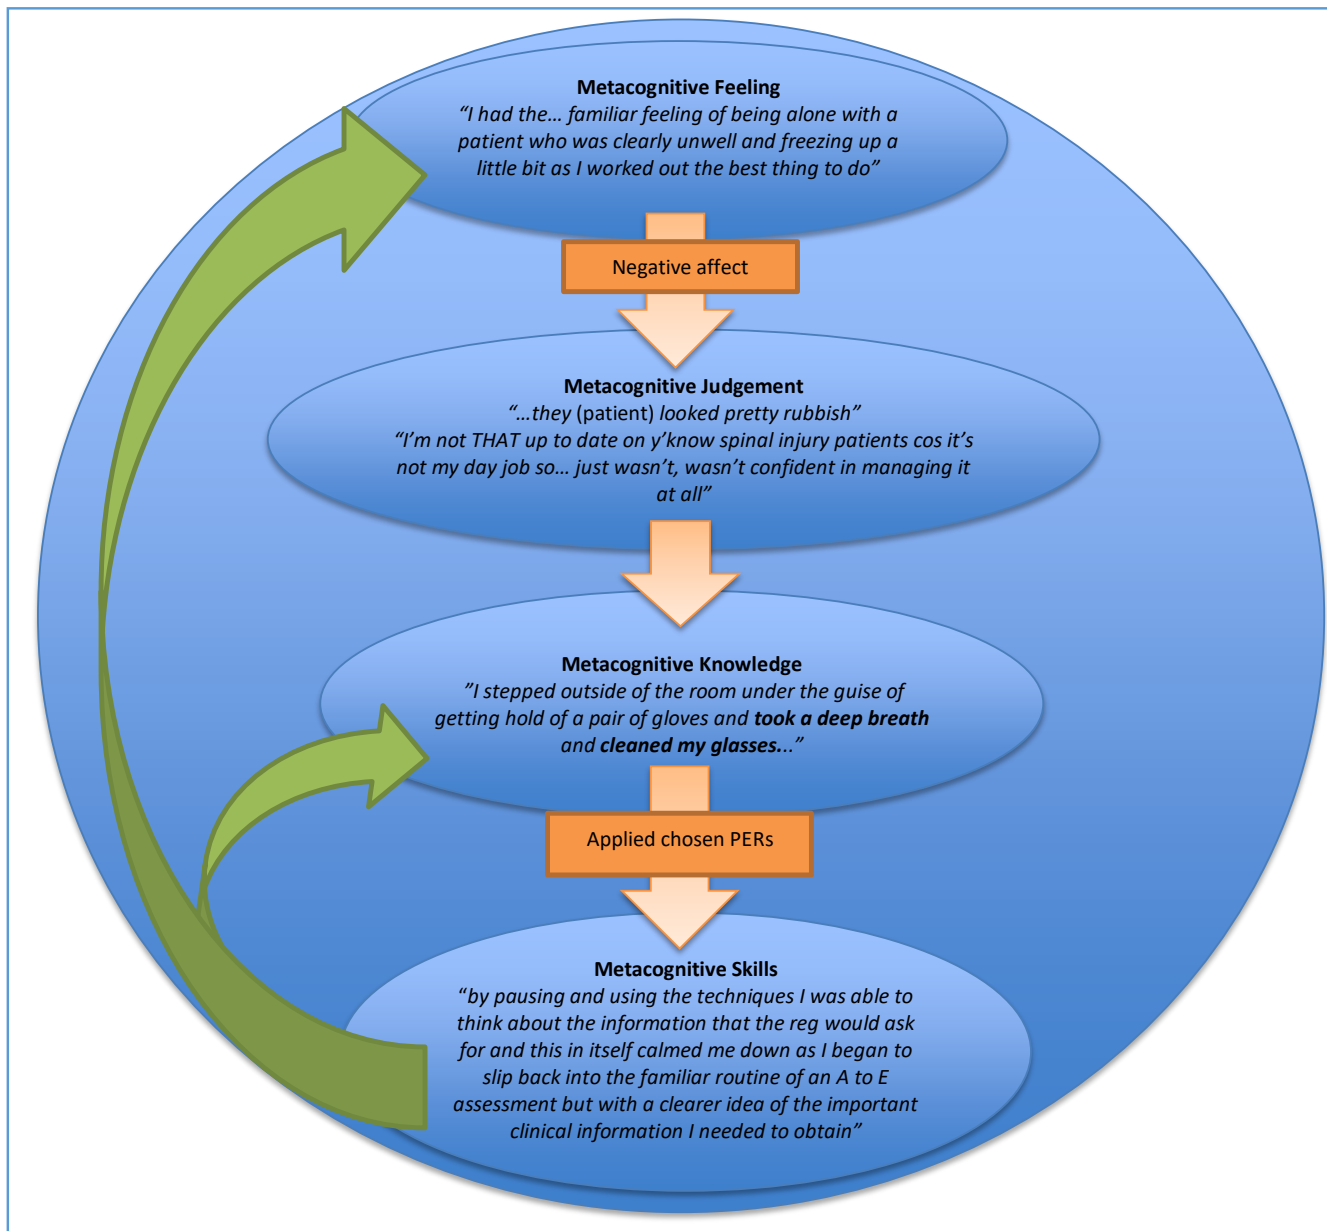 Metacognitive Feeling
“I had the… familiar feeling of being alone with a
patient who was clearly unwell and freezing up a
little bit as I worked out the best thing to do”
Negative affect
Metacognitive Judgement
“…they (patient) looked pretty rubbish”
“I’m not THAT up to date on y’know spinal injury patients cos it’s
not my day job so… just wasn’t, wasn’t confident in managing it
at all”
Metacognitive Knowledge
”I stepped outside of the room under the guise of
getting hold of a pair of gloves and took a deep breath
and cleaned my glasses...”
Applied chosen PERs
Metacognitive Skills
“by pausing and using the techniques I was able to
think about the information that the reg would ask
for and this in itself calmed me down as I began to
slip back into the familiar routine of an A to E
assessment but with a clearer idea of the important
clinical information I needed to obtain”